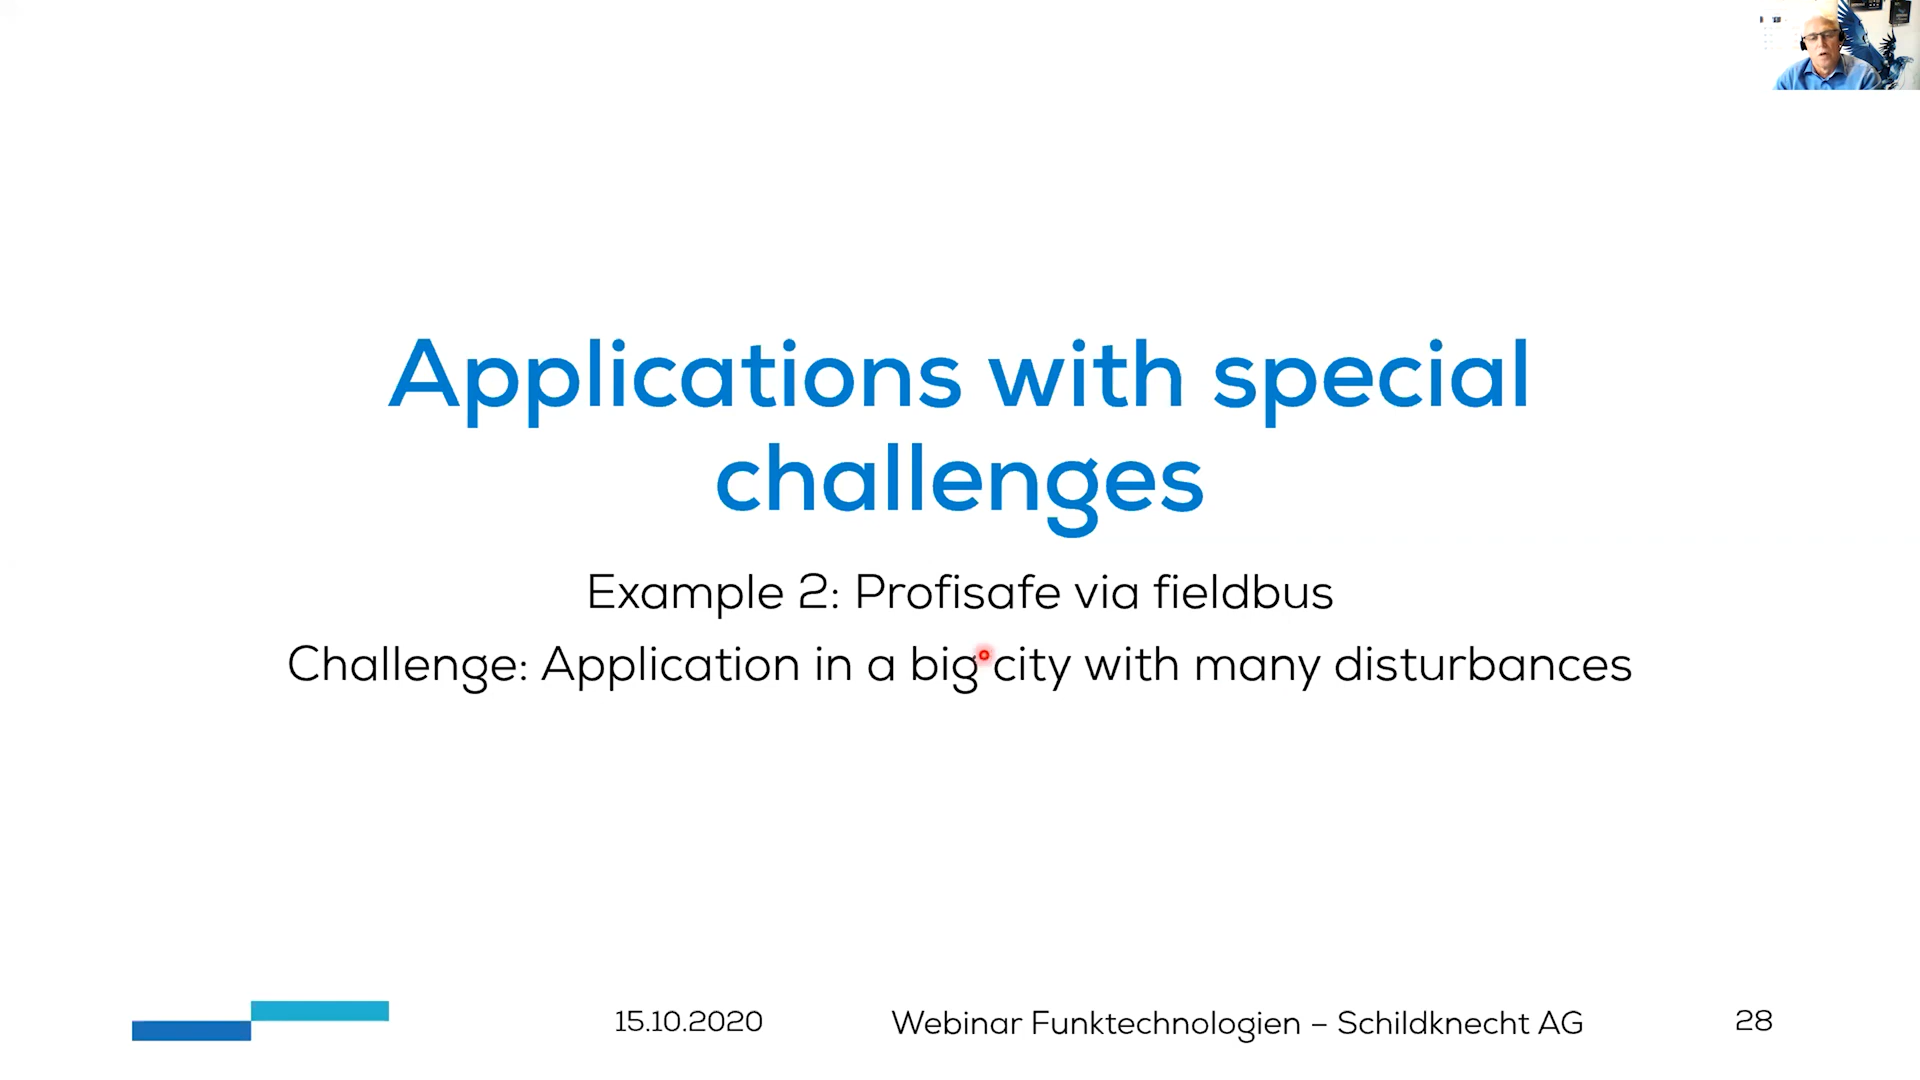 Applications with special
challenges
Example 2: Profisafe via fieldbus
Challenge: Application in a big city with many disturbances
15.10.2020
Webinar Funktechnologien – Schildknecht AG
28